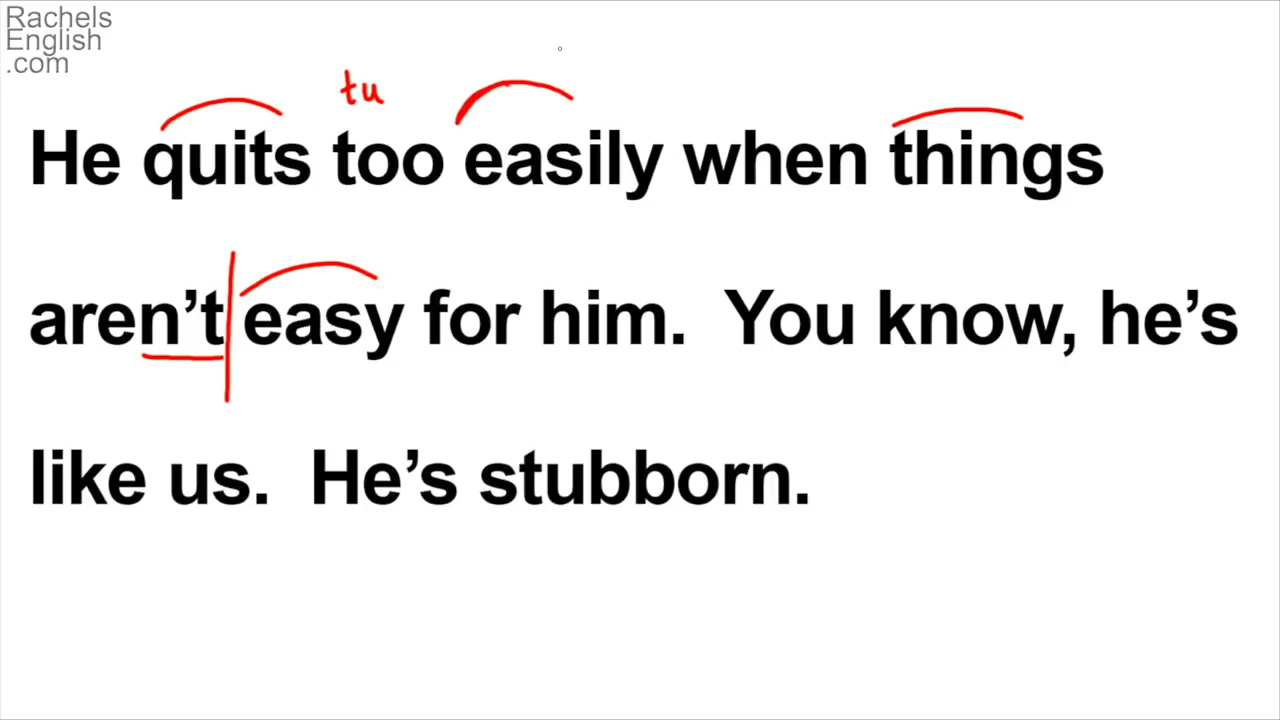 Rachels
English
.com
tu
He quits too easily when things
aren't easy for him. You know, he's
like us. He's stubborn.